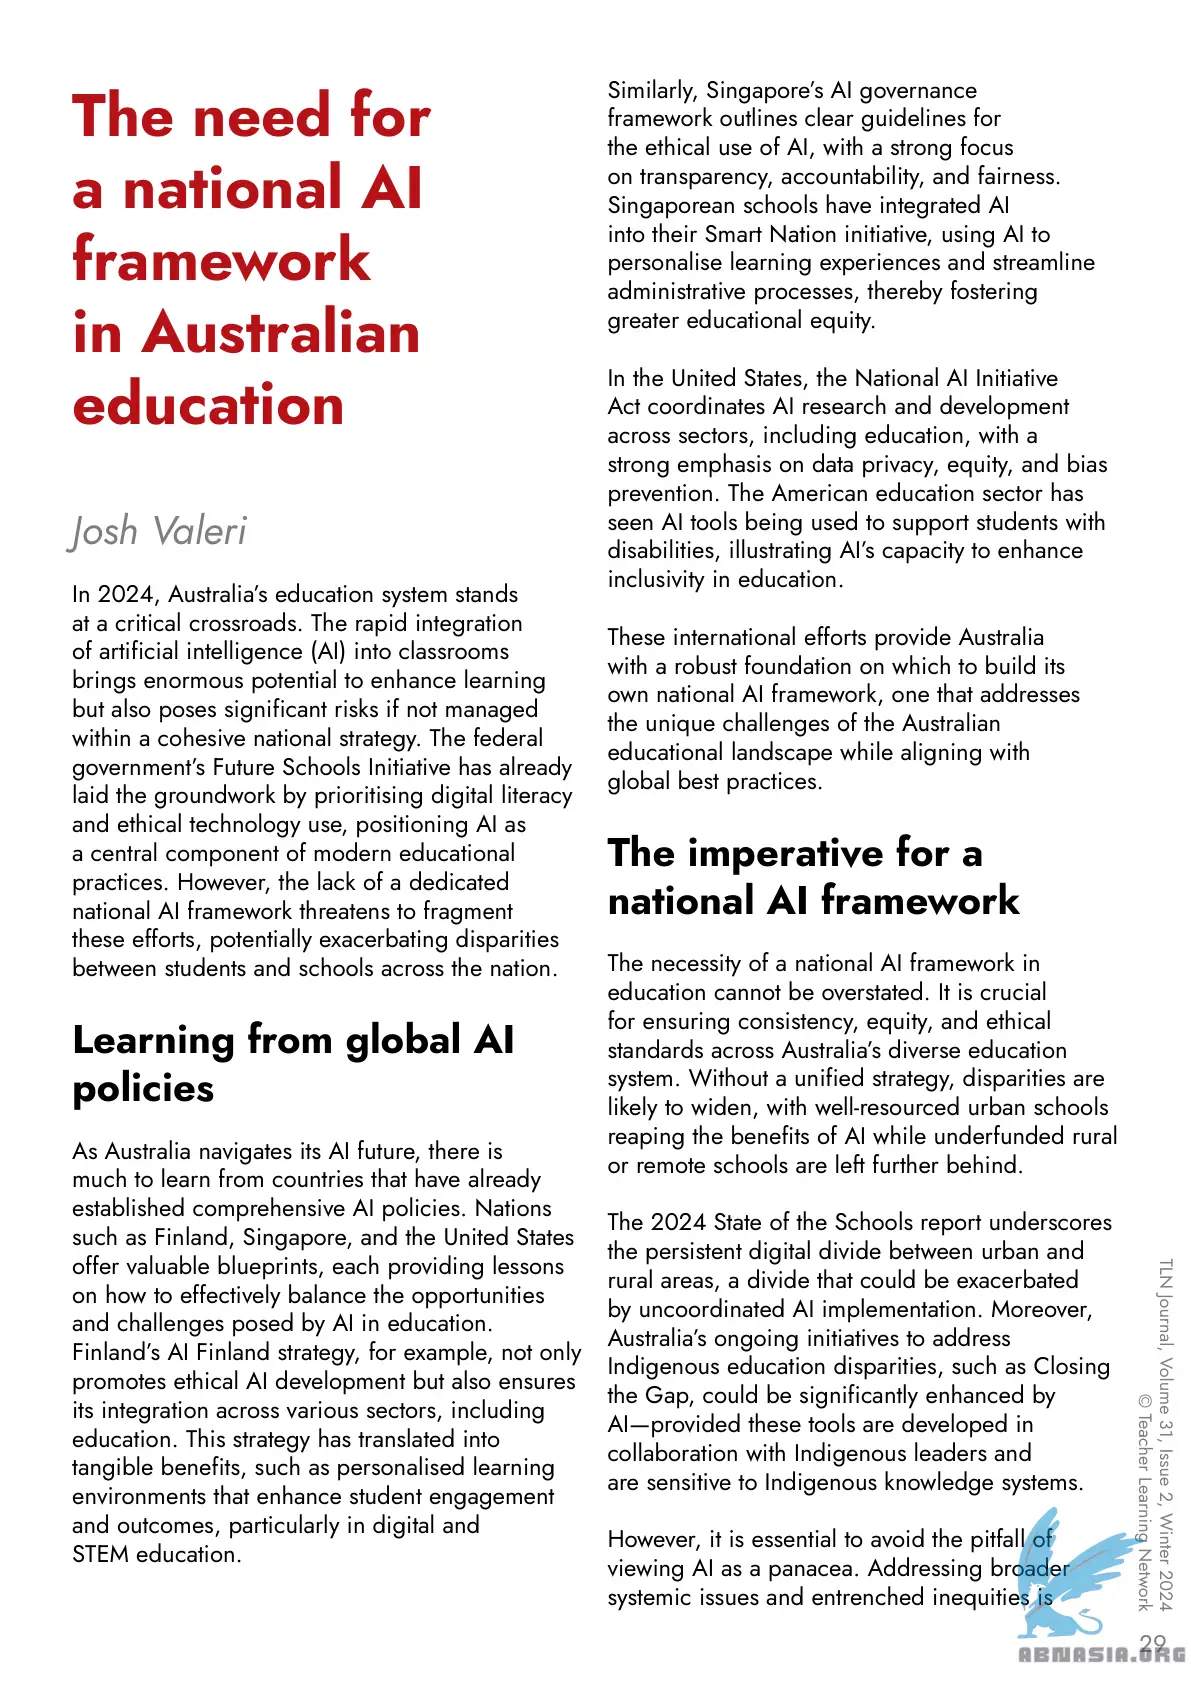 The need for
a national AI
framework
in Australian
education
Josh Valeri
In 2024, Australia’s education system stands
at a critical crossroads. The rapid integration
of artificial intelligence (AI) into classrooms
brings enormous potential to enhance learning
but also poses significant risks if not managed
within a cohesive national strategy. The federal
government’s Future Schools Initiative has already
laid the groundwork by prioritising digital literacy
and ethical technology use, positioning AI as
a central component of modern educational
practices. However, the lack of a dedicated
national AI framework threatens to fragment
these efforts, potentially exacerbating disparities
between students and schools across the nation.
Learning from global AI
policies
As Australia navigates its AI future, there is
much to learn from countries that have already
established comprehensive AI policies. Nations
such as Finland, Singapore, and the United States
offer valuable blueprints, each providing lessons
on how to effectively balance the opportunities
and challenges posed by AI in education.
Finland’s AI Finland strategy, for example, not only
promotes ethical AI development but also ensures
its integration across various sectors, including
education. This strategy has translated into
tangible benefits, such as personalised learning
environments that enhance student engagement
and outcomes, particularly in digital and
STEM education.
Similarly, Singapore’s AI governance
framework outlines clear guidelines for
the ethical use of AI, with a strong focus
on transparency, accountability, and fairness.
Singaporean schools have integrated AI
into their Smart Nation initiative, using AI to
personalise learning experiences and streamline
administrative processes, thereby fostering
greater educational equity.
In the United States, the National AI Initiative
Act coordinates AI research and development
across sectors, including education, with a
strong emphasis on data privacy, equity, and bias
prevention. The American education sector has
seen AI tools being used to support students with
disabilities, illustrating AI’s capacity to enhance
inclusivity in education.
These international efforts provide Australia
with a robust foundation on which to build its
own national AI framework, one that addresses
the unique challenges of the Australian
educational landscape while aligning with
global best practices.
The imperative for a
national AI framework
The necessity of a national AI framework in
education cannot be overstated. It is crucial
for ensuring consistency, equity, and ethical
standards across Australia’s diverse education
system. Without a unified strategy, disparities are
likely to widen, with well-resourced urban schools
reaping the benefits of AI while underfunded rural
or remote schools are left further behind.
The 2024 State of the Schools report underscores
the persistent digital divide between urban and
rural areas, a divide that could be exacerbated
by uncoordinated AI implementation. Moreover,
Australia’s ongoing initiatives to address
Indigenous education disparities, such as Closing
the Gap, could be significantly enhanced by
AI—provided these tools are developed in
collaboration with Indigenous leaders and
are sensitive to Indigenous knowledge systems.
However, it is essential to avoid the pitfall of
viewing AI as a panacea. Addressing broader
systemic issues and entrenched inequities is
TLN Journal, Volume 31, Issue 2, Winter 2024
© Teacher Learning Network
29
ABNASIA.ORG